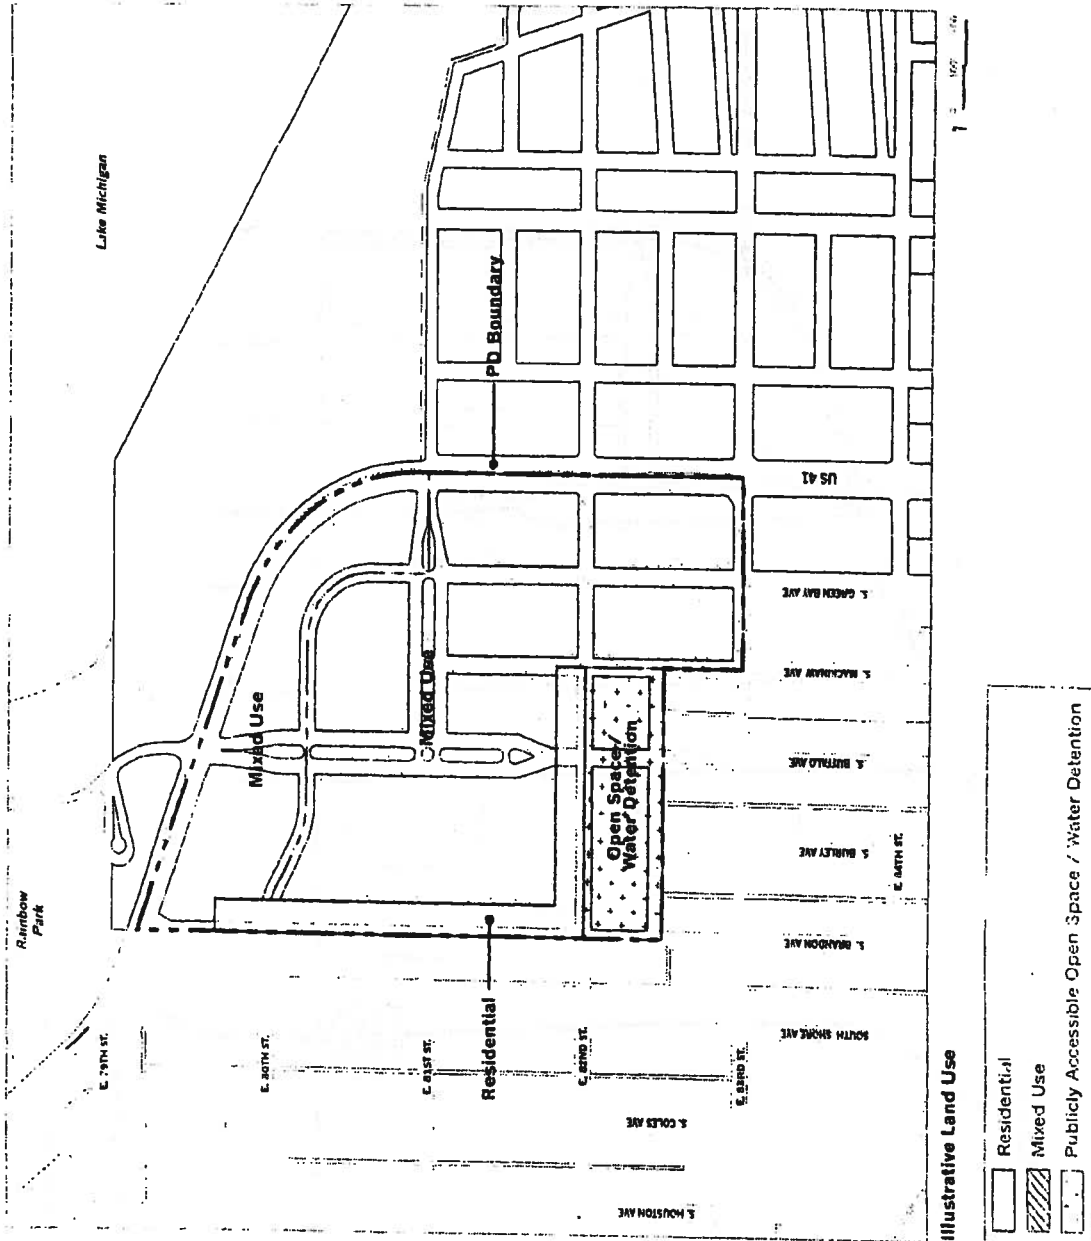 Lake Michigan
Rainbow
Park
PD Boundary
Mixed Use
Mixed Use
Open Space/
Water Detention
Residential
US 41
E. 79TH ST.
E. 80TH ST.
E. 81ST ST.
E. 82ND ST.
E. 83RD ST.
E. 84TH ST.
S. GREEN BAY AVE
S. MACKINAW AVE
S. BUFFALO AVE
S. BURLEY AVE
S. BRANDON AVE
SOUTH SHORE AVE
S. COLES AVE
S. HOUSTON AVE
Illustrative Land Use
Residential
Mixed Use
Publicly Accessible Open Space / Water Detention